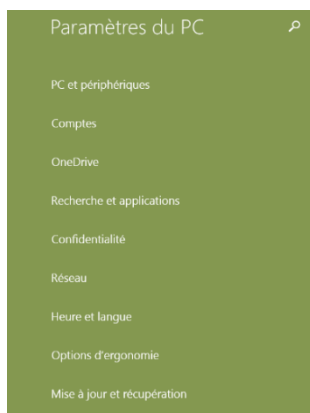 Paramètres du PC
PC et périphériques
Comptes
OneDrive
Recherche et applications
Confidentialité
Réseau
Heure et langue
Options d'ergonomie
Mise à jour et récupération